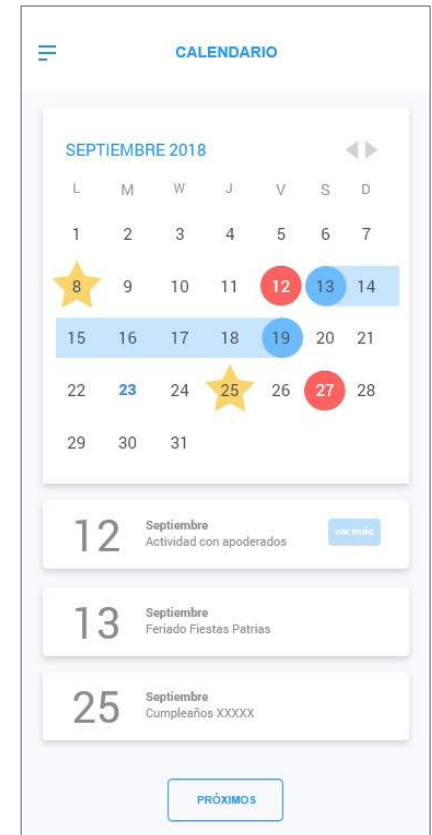 CALENDARIO
SEPTIEMBRE 2018
L M W J V S D
1 2 3 4 5 6 7
8 9 10 11 12 13 14
15 16 17 18 19 20 21
22 23 24 25 26 27 28
29 30 31
12 Septiembre
Actividad con apoderados
ver más
13 Septiembre
Feriado Fiestas Patrias
25 Septiembre
Cumpleaños XXXXX
PRÓXIMOS